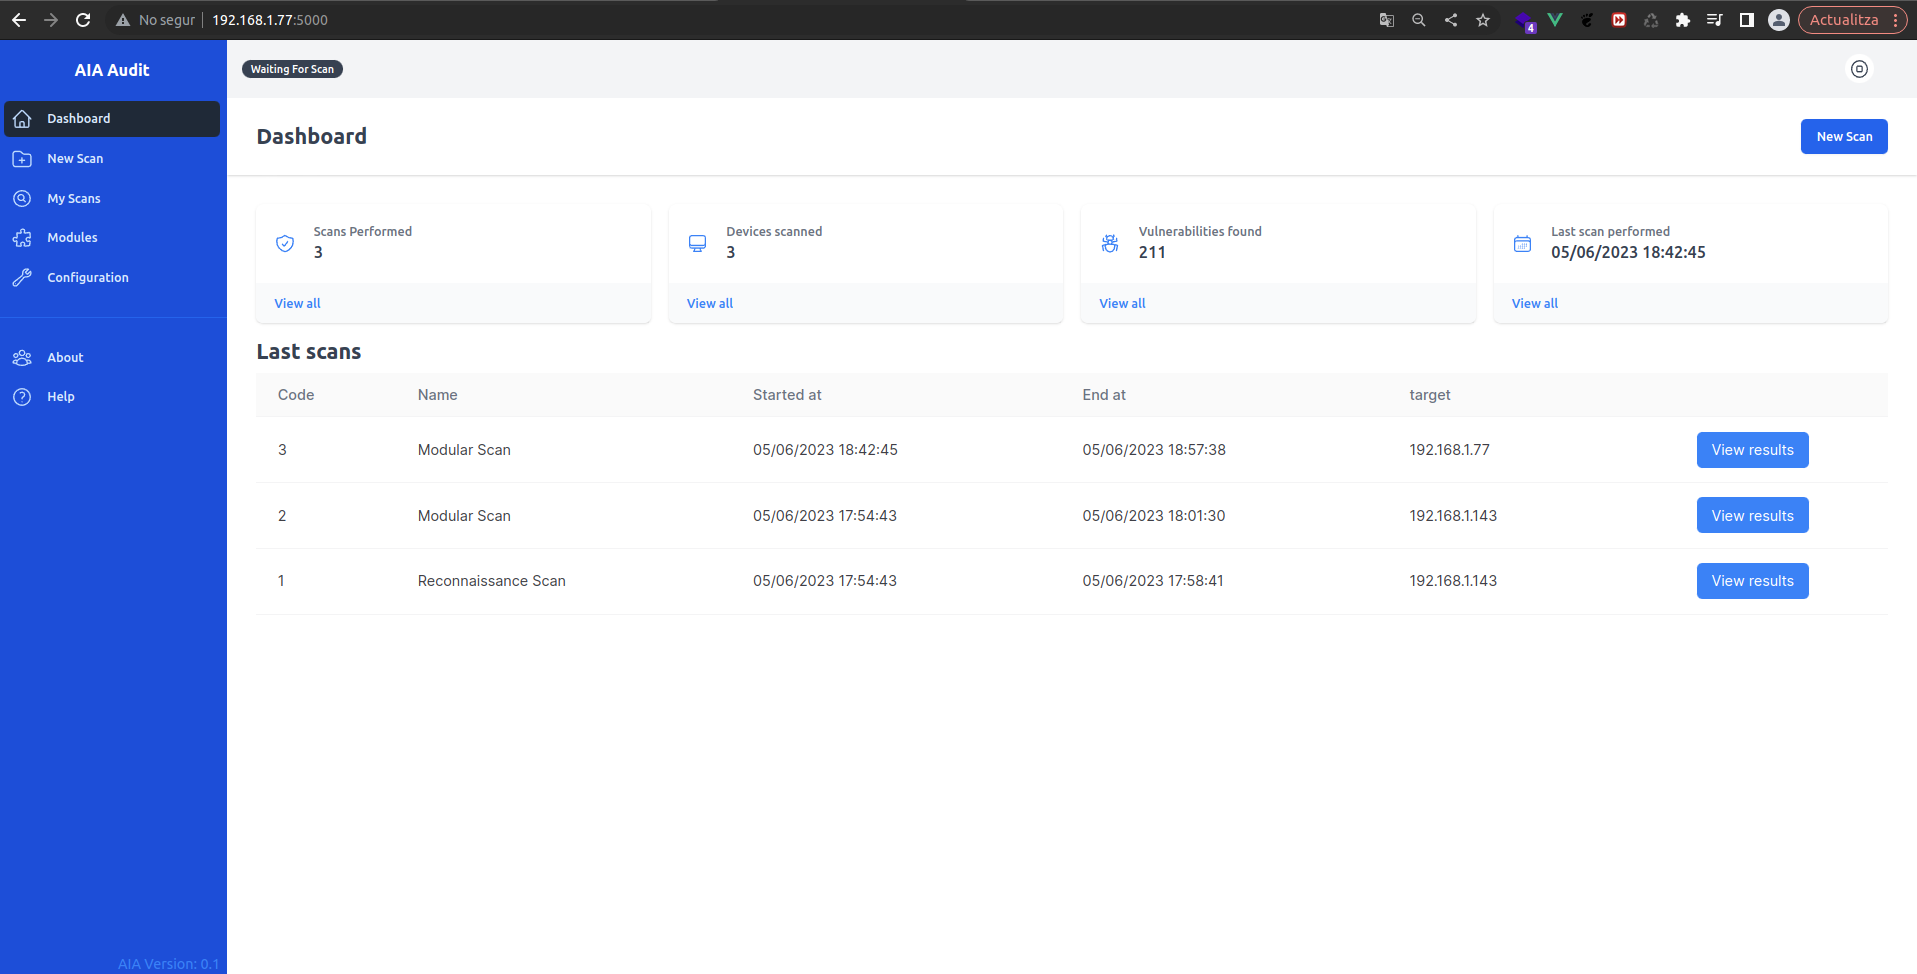 No segur 192.168.1.77:5000
4
Actualitza
AIA Audit
Dashboard
New Scan
My Scans
Modules
Configuration
About
Help
AIA Version: 0.1
Waiting For Scan
Dashboard
New Scan
Scans Performed
3
View all
Devices scanned
3
View all
Vulnerabilities found
211
View all
Last scan performed
05/06/2023 18:42:45
View all
Last scans
Code Name Started at End at target
3 Modular Scan 05/06/2023 18:42:45 05/06/2023 18:57:38 192.168.1.77 View results
2 Modular Scan 05/06/2023 17:54:43 05/06/2023 18:01:30 192.168.1.143 View results
1 Reconnaissance Scan 05/06/2023 17:54:43 05/06/2023 17:58:41 192.168.1.143 View results